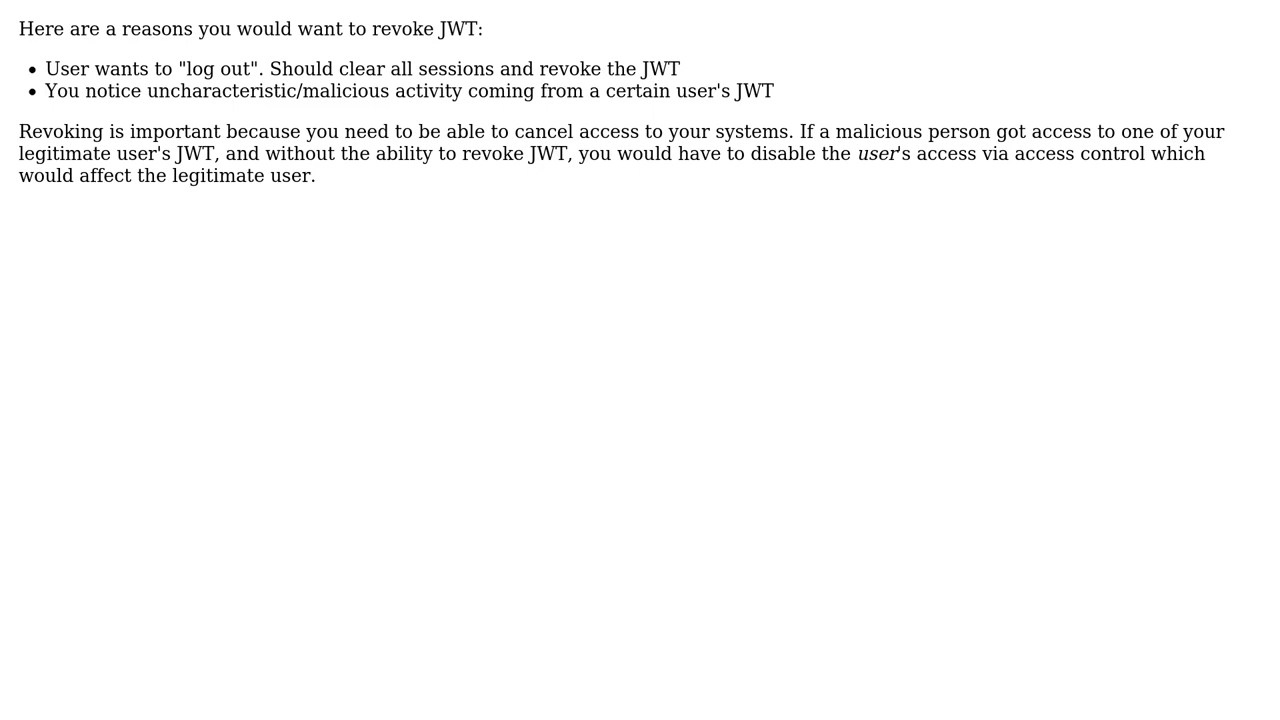 Here are a reasons you would want to revoke JWT:
• User wants to "log out". Should clear all sessions and revoke the JWT
• You notice uncharacteristic/malicious activity coming from a certain user's JWT
Revoking is important because you need to be able to cancel access to your systems. If a malicious person got access to one of your
legitimate user's JWT, and without the ability to revoke JWT, you would have to disable the user's access via access control which
would affect the legitimate user.